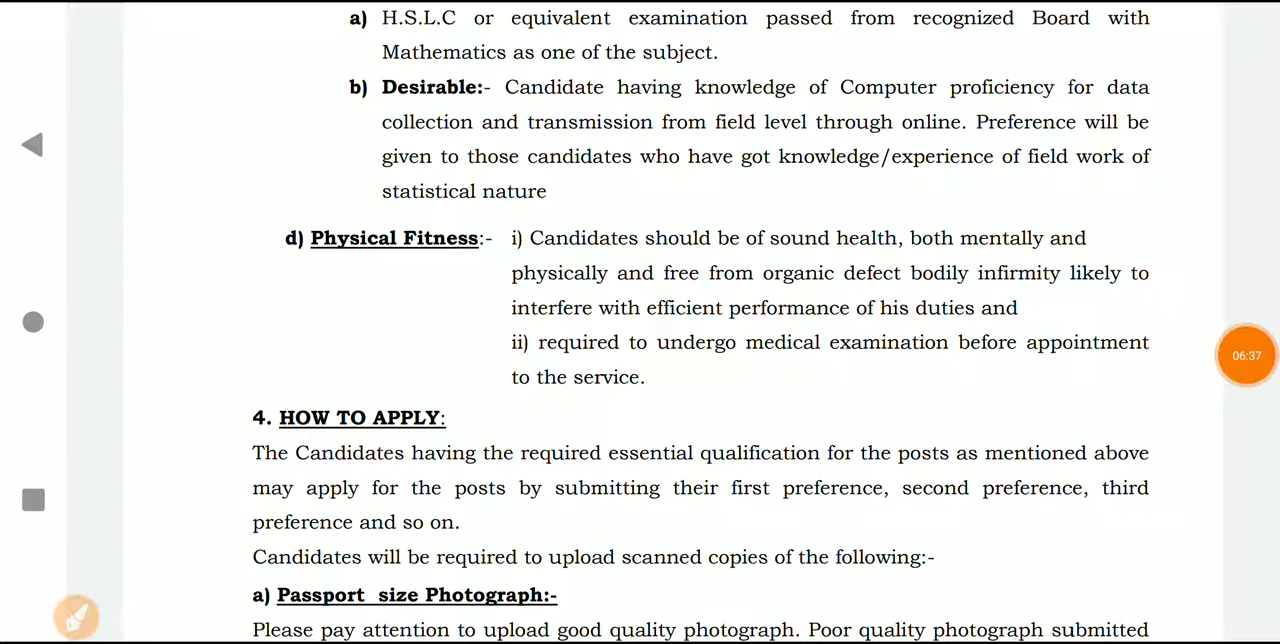 a) H.S.L.C or equivalent examination passed from recognized Board with
Mathematics as one of the subject.
b) Desirable:- Candidate having knowledge of Computer proficiency for data
collection and transmission from field level through online. Preference will be
given to those candidates who have got knowledge/experience of field work of
statistical nature
d) Physical Fitness:- i) Candidates should be of sound health, both mentally and
physically and free from organic defect bodily infirmity likely to
interfere with efficient performance of his duties and
ii) required to undergo medical examination before appointment
to the service.
06:37
4. HOW TO APPLY:
The Candidates having the required essential qualification for the posts as mentioned above
may apply for the posts by submitting their first preference, second preference, third
preference and so on.
Candidates will be required to upload scanned copies of the following:-
a) Passport size Photograph:-
Please pay attention to upload good quality photograph. Poor quality photograph submitted